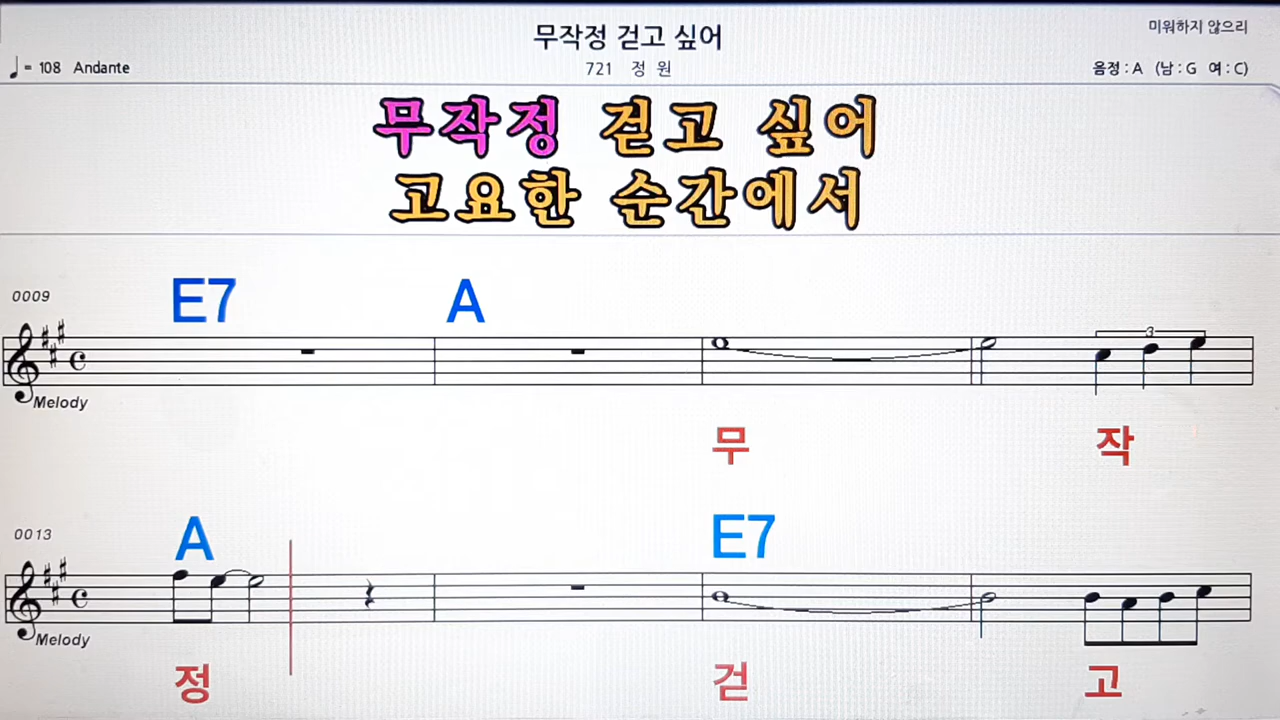 무작정 걷고 싶어
미워하지 않으리
♩= 108 Andante
721 정 원
음정 : A (남 : G 여 : C)
무작정 걷고 싶어
고요한 순간에서
E7 A
0009
3
Melody
무 작
0013
A E7
Melody
정 걷 고